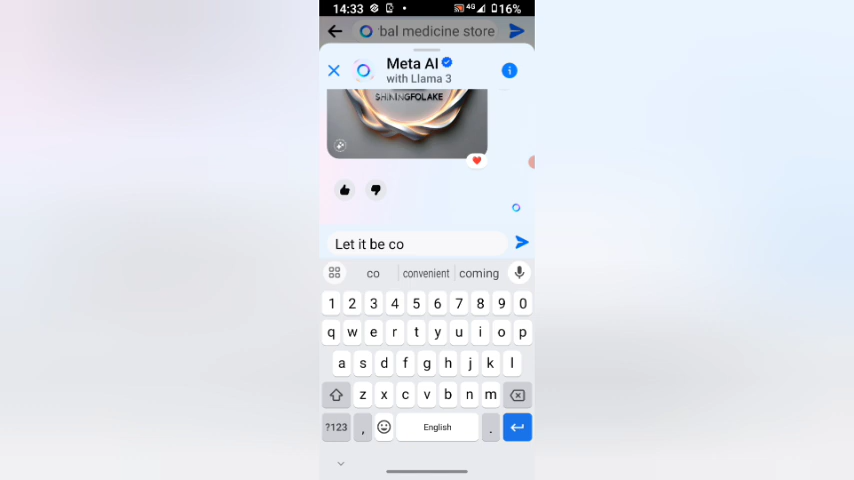 14:33 4G 16%
bal medicine store
Meta AI
with Llama 3
SHININGFOLAKE
Let it be co
co convenient coming
1 2 3 4 5 6 7 8 9 0
q w e r t y u i o p
a s d f g h j k l
z x c v b n m
?123 , English .